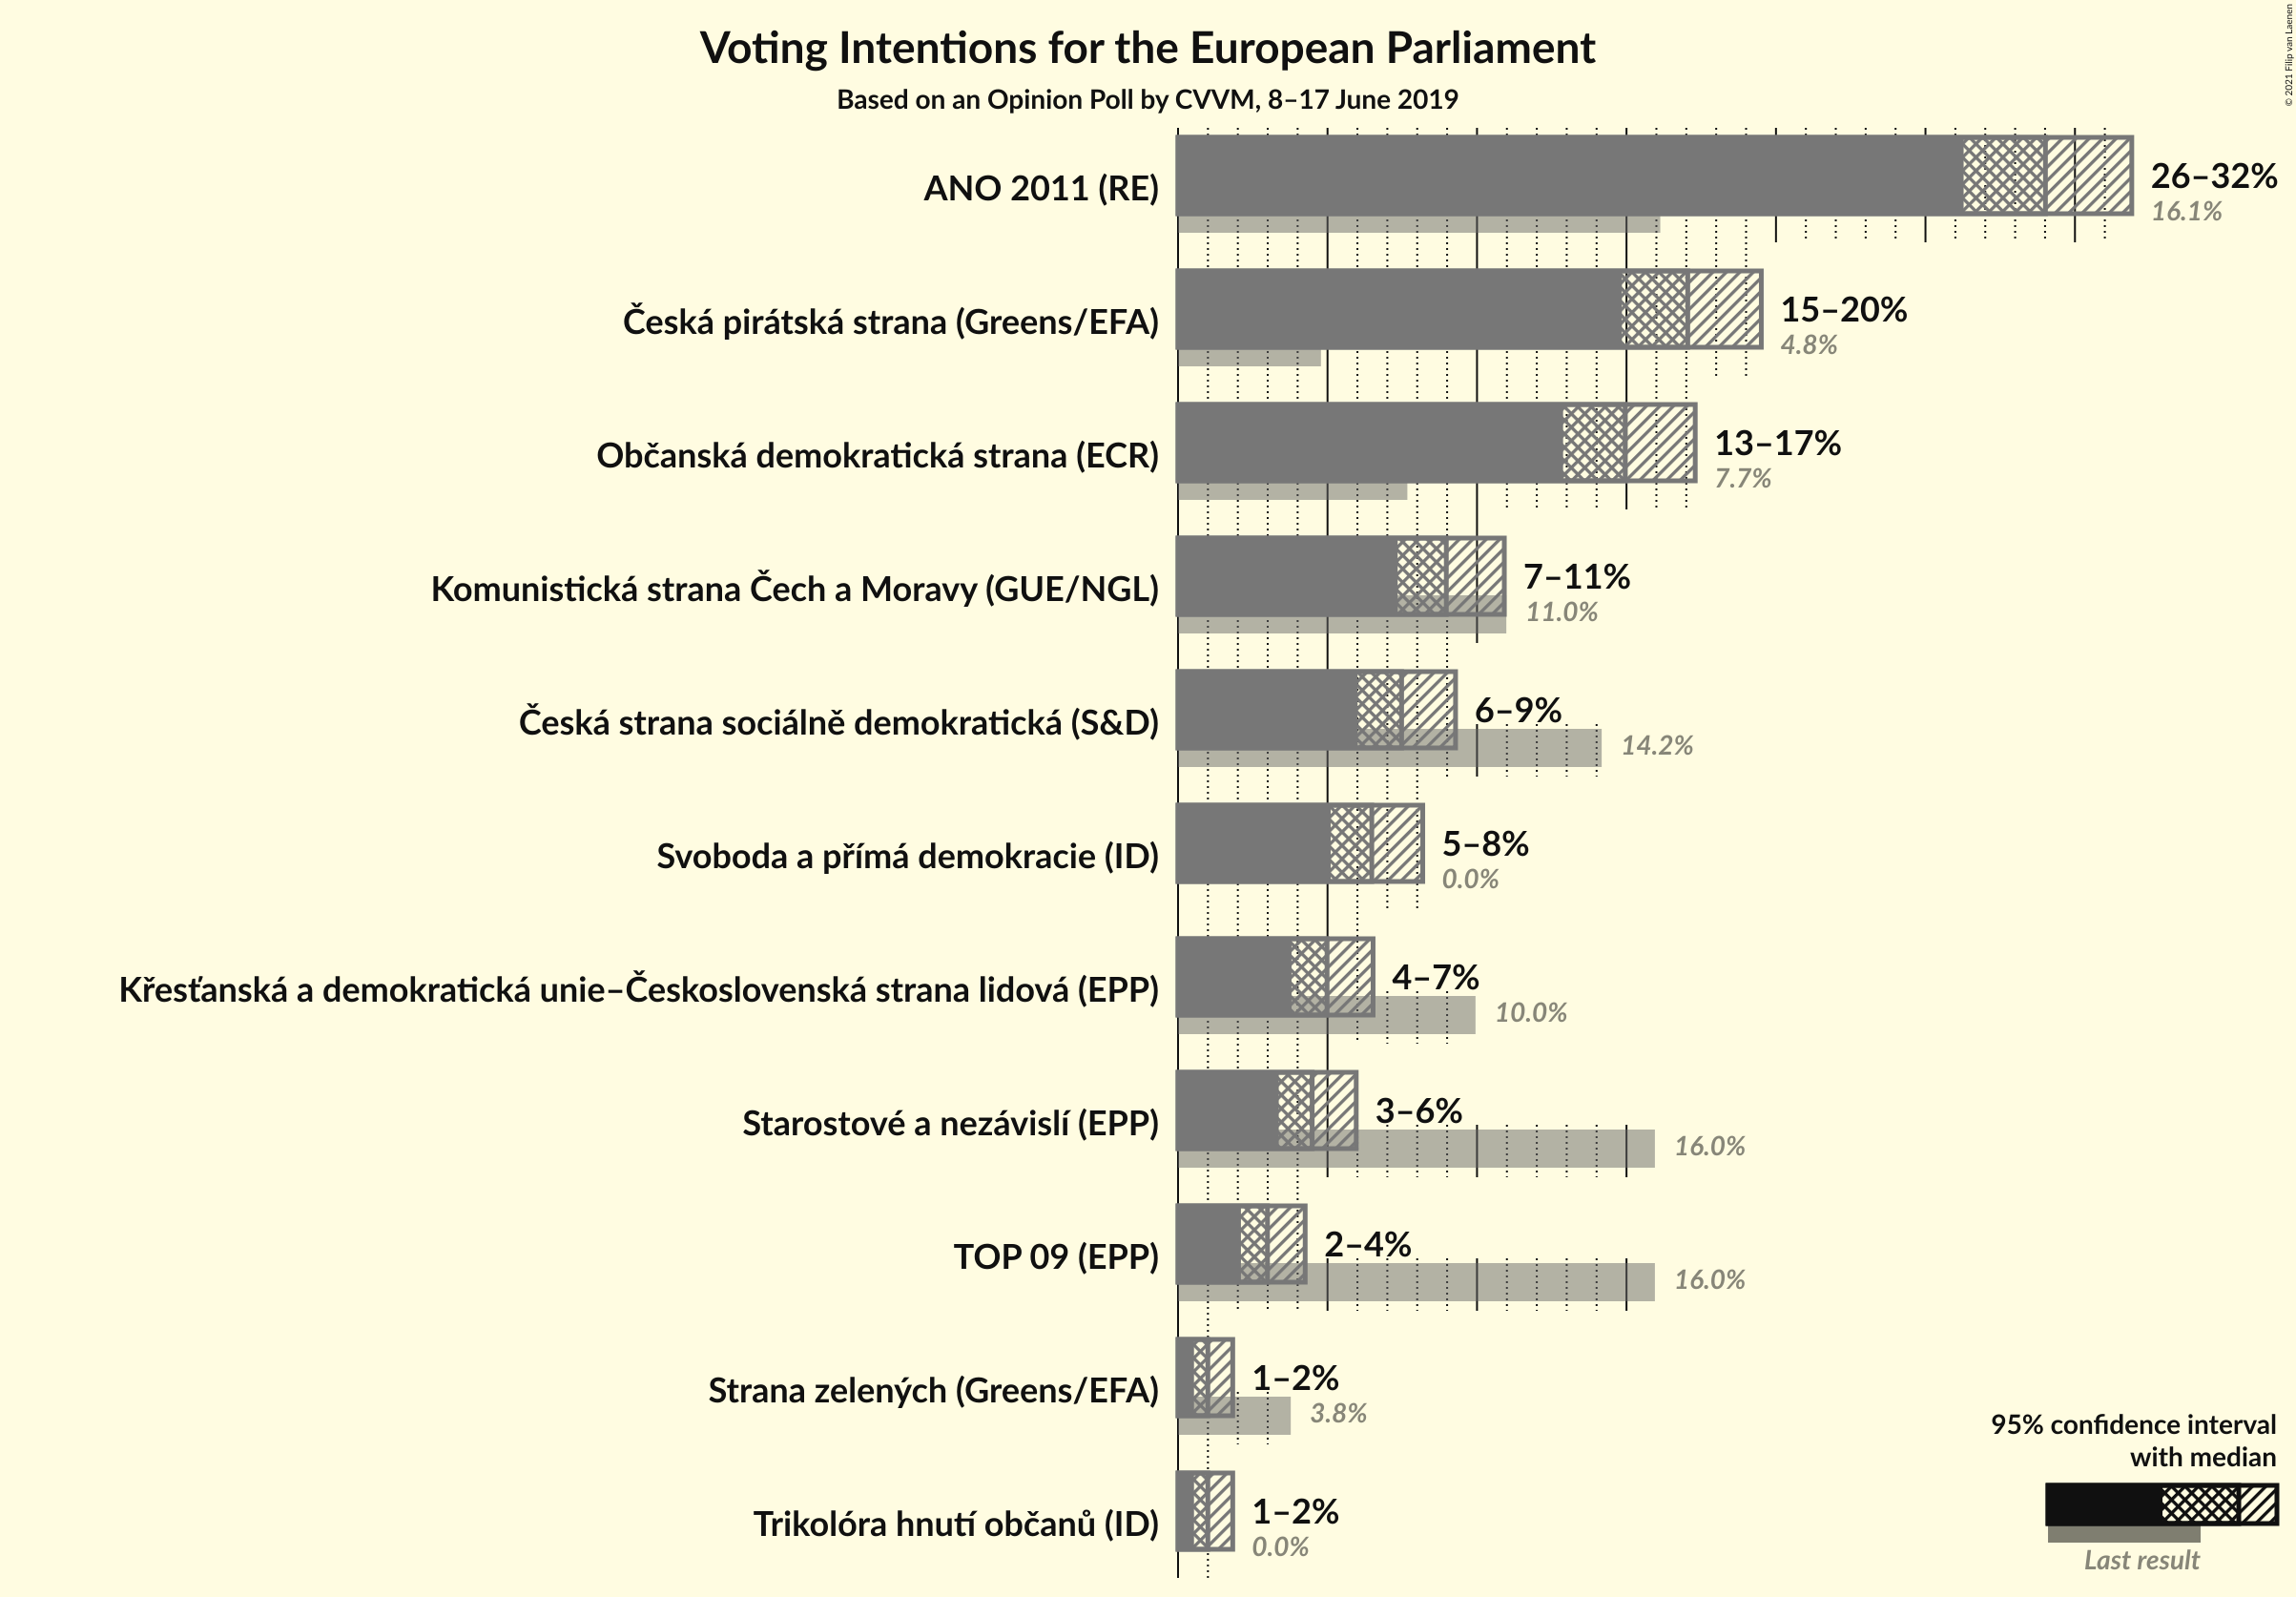 Voting Intentions for the European Parliament
Based on an Opinion Poll by CVVM, 8–17 June 2019
© 2021 Filip van Laenen
ANO 2011 (RE)
26–32%
16.1%
Česká pirátská strana (Greens/EFA)
15–20%
4.8%
Občanská demokratická strana (ECR)
13–17%
7.7%
Komunistická strana Čech a Moravy (GUE/NGL)
7–11%
11.0%
Česká strana sociálně demokratická (S&D)
6–9%
14.2%
Svoboda a přímá demokracie (ID)
5–8%
0.0%
Křesťanská a demokratická unie–Československá strana lidová (EPP)
4–7%
10.0%
Starostové a nezávislí (EPP)
3–6%
16.0%
TOP 09 (EPP)
2–4%
16.0%
Strana zelených (Greens/EFA)
1–2%
3.8%
Trikolóra hnutí občanů (ID)
1–2%
0.0%
95% confidence interval
with median
Last result